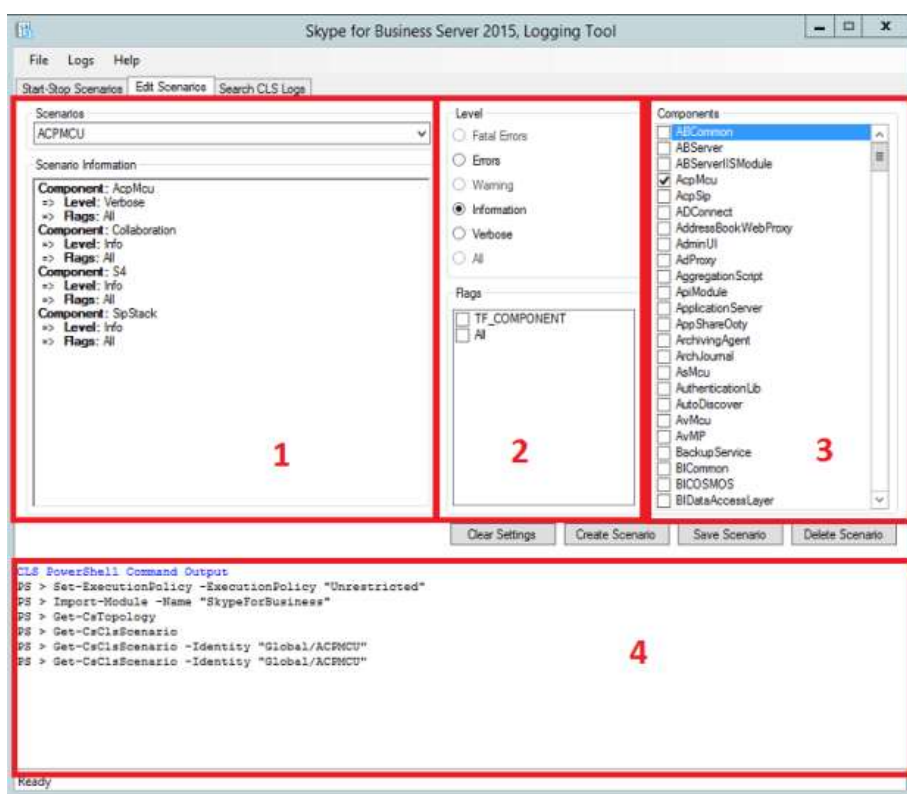 Skype for Business Server 2015, Logging Tool
File Logs Help
Start-Stop Scenarios Edit Scenarios Search CLS Logs
Scenarios
ACPMCU
Scenario Information
Component: AcpMcu
=> Level: Verbose
=> Flags: All
Component: Collaboration
=> Level: Info
=> Flags: All
Component: S4
=> Level: Info
=> Flags: All
Component: SipStack
=> Level: Info
=> Flags: All
1
Level
Fatal Errors
Errors
Warning
Information
Verbose
All
Flags
TF_COMPONENT
All
2
Components
ABCommon
ABServer
ABServerIISModule
AcpMcu
AcpSip
ADConnect
AddressBookWebProxy
AdminUI
AdProxy
AggregationScript
ApiModule
ApplicationServer
AppShareOoty
ArchivingAgent
ArchJournal
AsMcu
AuthenticationLib
AutoDiscover
AvMcu
AvMP
BackupService
BICommon
BICOSMOS
BIDataAccessLayer
3
Clear Settings Create Scenario Save Scenario Delete Scenario
CLS PowerShell Command Output
PS > Set-ExecutionPolicy -ExecutionPolicy "Unrestricted"
PS > Import-Module -Name "SkypeForBusiness"
PS > Get-CsTopology
PS > Get-CsClsScenario
PS > Get-CsClsScenario -Identity "Global/ACPMCU"
PS > Get-CsClsScenario -Identity "Global/ACPMCU"
4
Ready